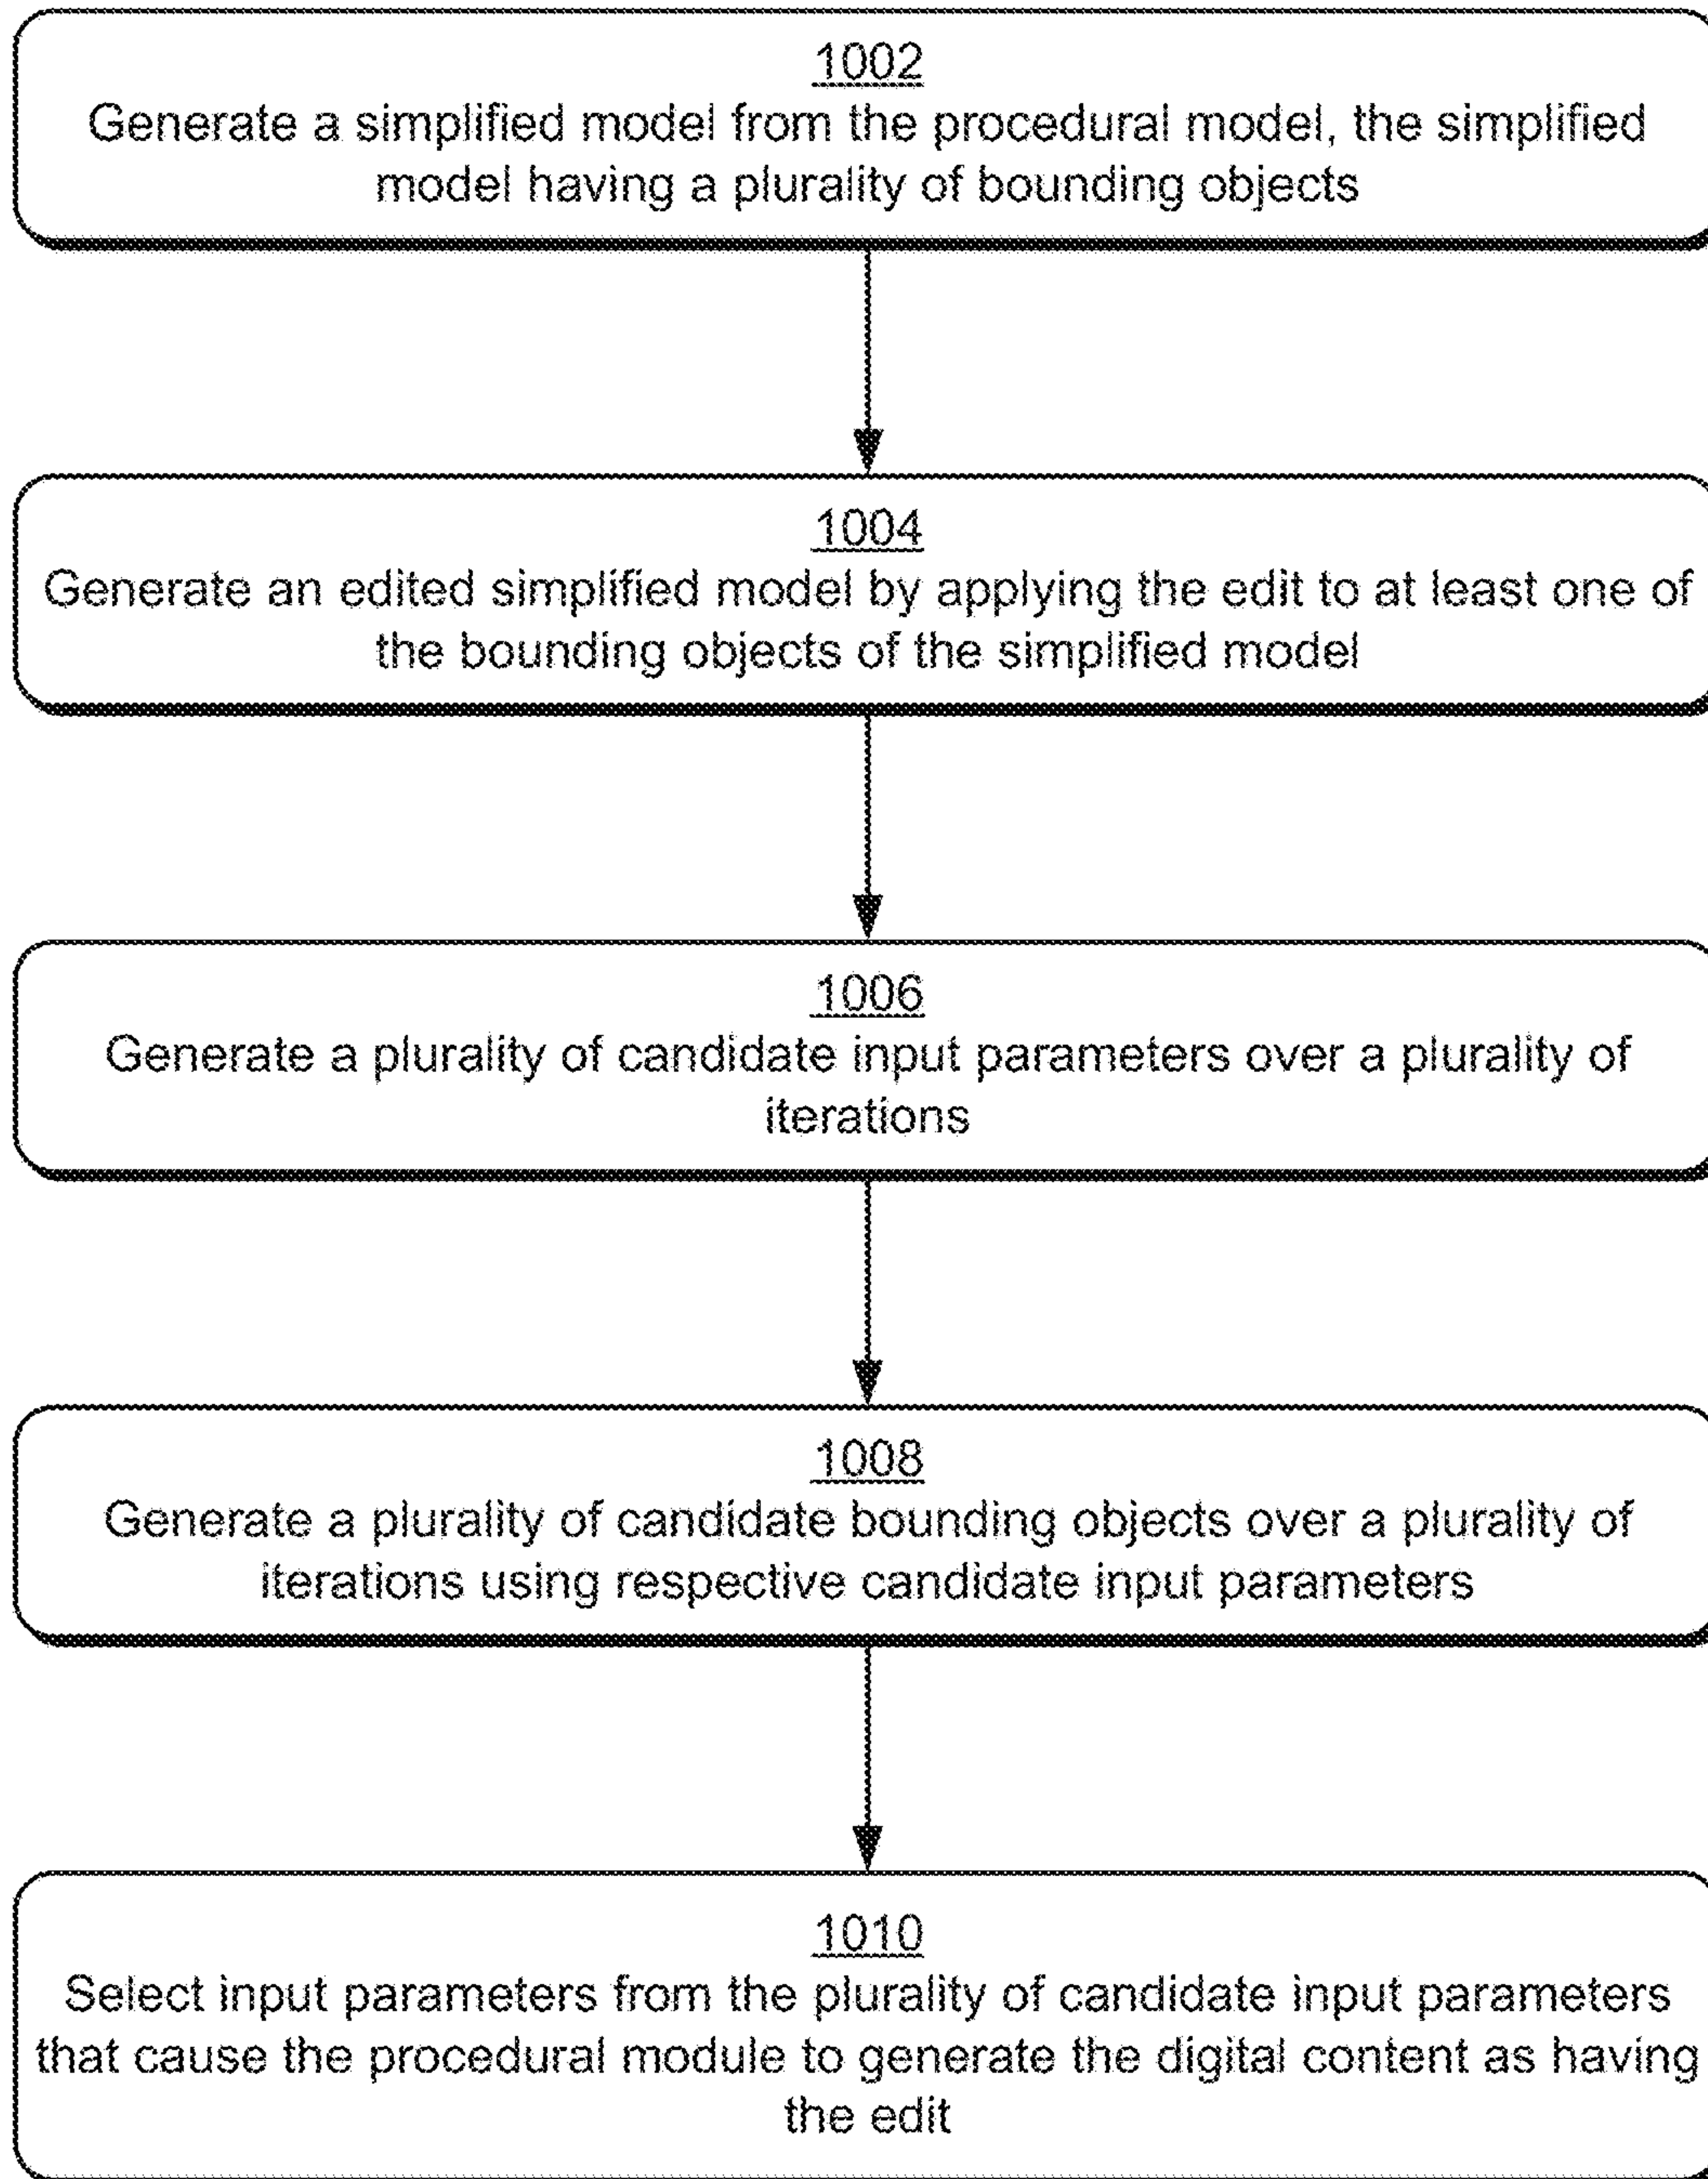 1002
Generate a simplified model from the procedural model, the simplified
model having a plurality of bounding objects
1004
Generate an edited simplified model by applying the edit to at least one of
the bounding objects of the simplified model
1006
Generate a plurality of candidate input parameters over a plurality of
iterations
1008
Generate a plurality of candidate bounding objects over a plurality of
iterations using respective candidate input parameters
1010
Select input parameters from the plurality of candidate input parameters
that cause the procedural module to generate the digital content as having
the edit